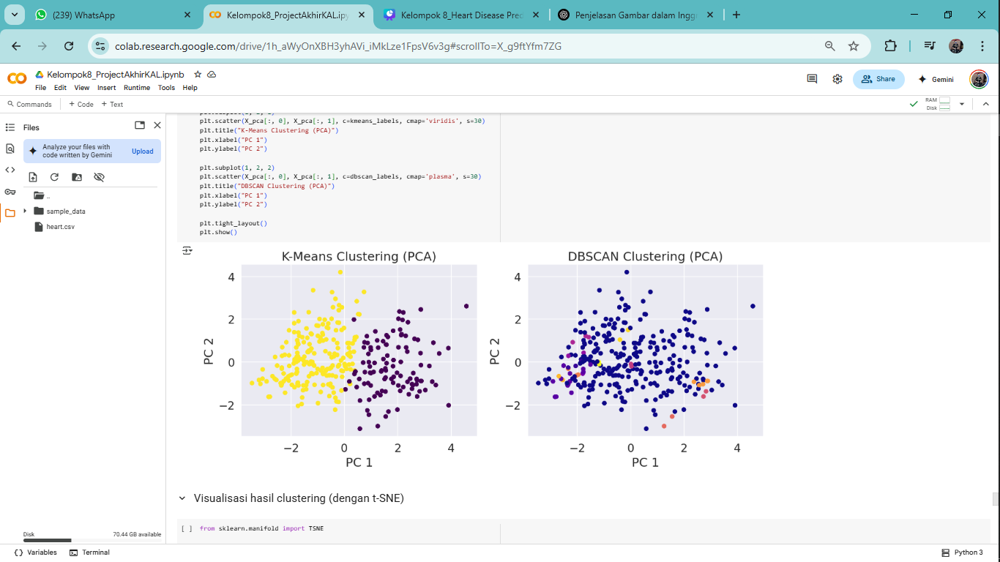 (239) WhatsApp
Kelompok8_ProjectAkhirKAL.ipy
Kelompok 8_Heart Disease Pred
Penjelasan Gambar dalam Inggr
colab.research.google.com/drive/1h_aWyOnXBH3yhAVi_iMkLze1FpsV6v3g#scrollTo=X_g9ftYfm7ZG
CO
Kelompok8_ProjectAkhirKAL.ipynb
File Edit View Insert Runtime Tools Help
Share
Gemini
Commands + Code + Text
RAM
Disk
Files
Analyze your files with
code written by Gemini
Upload
..
sample_data
heart.csv
Disk
70.44 GB available
plt.scatter(X_pca[:, 0], X_pca[:, 1], c=kmeans_labels, cmap='viridis', s=30)
plt.title("K-Means Clustering (PCA)")
plt.xlabel("PC 1")
plt.ylabel("PC 2")
plt.subplot(1, 2, 2)
plt.scatter(X_pca[:, 0], X_pca[:, 1], c=dbscan_labels, cmap='plasma', s=30)
plt.title("DBSCAN Clustering (PCA)")
plt.xlabel("PC 1")
plt.ylabel("PC 2")
plt.tight_layout()
plt.show()
K-Means Clustering (PCA)
4
2
0
−2
PC 2
−2 0 2 4
PC 1
DBSCAN Clustering (PCA)
4
2
0
−2
PC 2
−2 0 2 4
PC 1
Visualisasi hasil clustering (dengan t-SNE)
[ ] from sklearn.manifold import TSNE
Variables
Terminal
Python 3